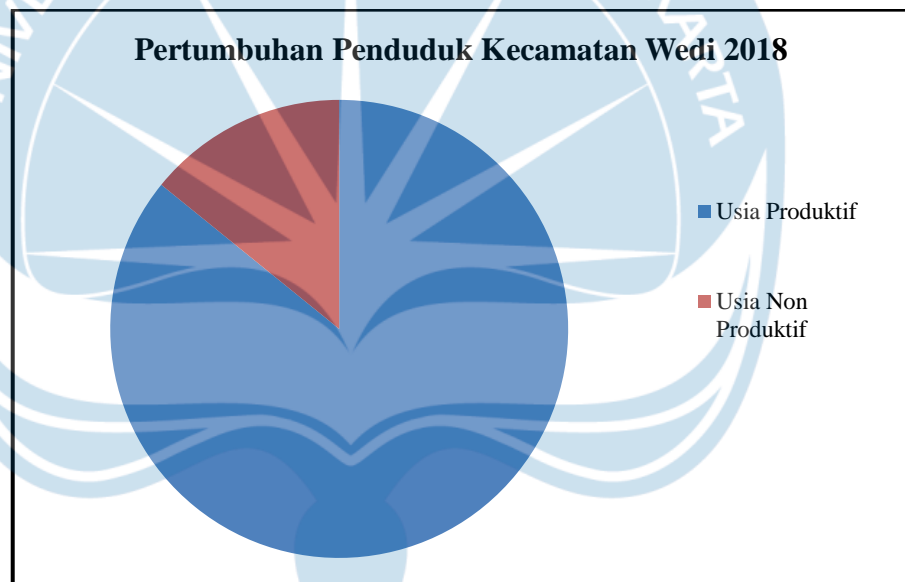 Pertumbuhan Penduduk Kecamatan Wedi 2018
Usia Produktif
Usia Non
Produktif